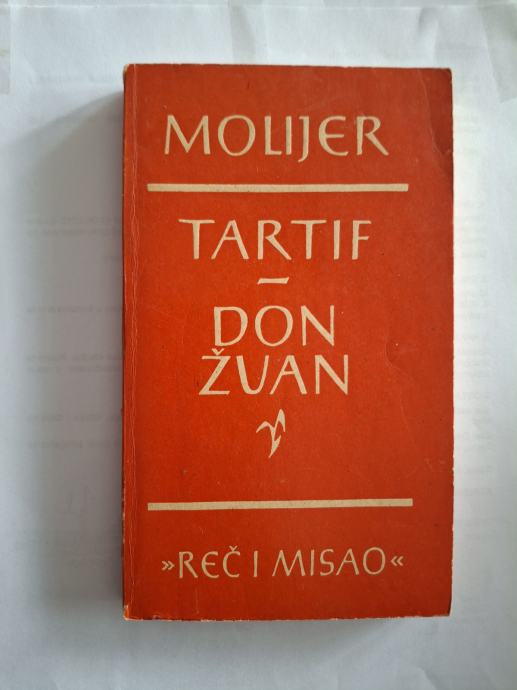 MOLIJER
TARTIF
–
DON
ŽUAN
»REČ I MISAO«